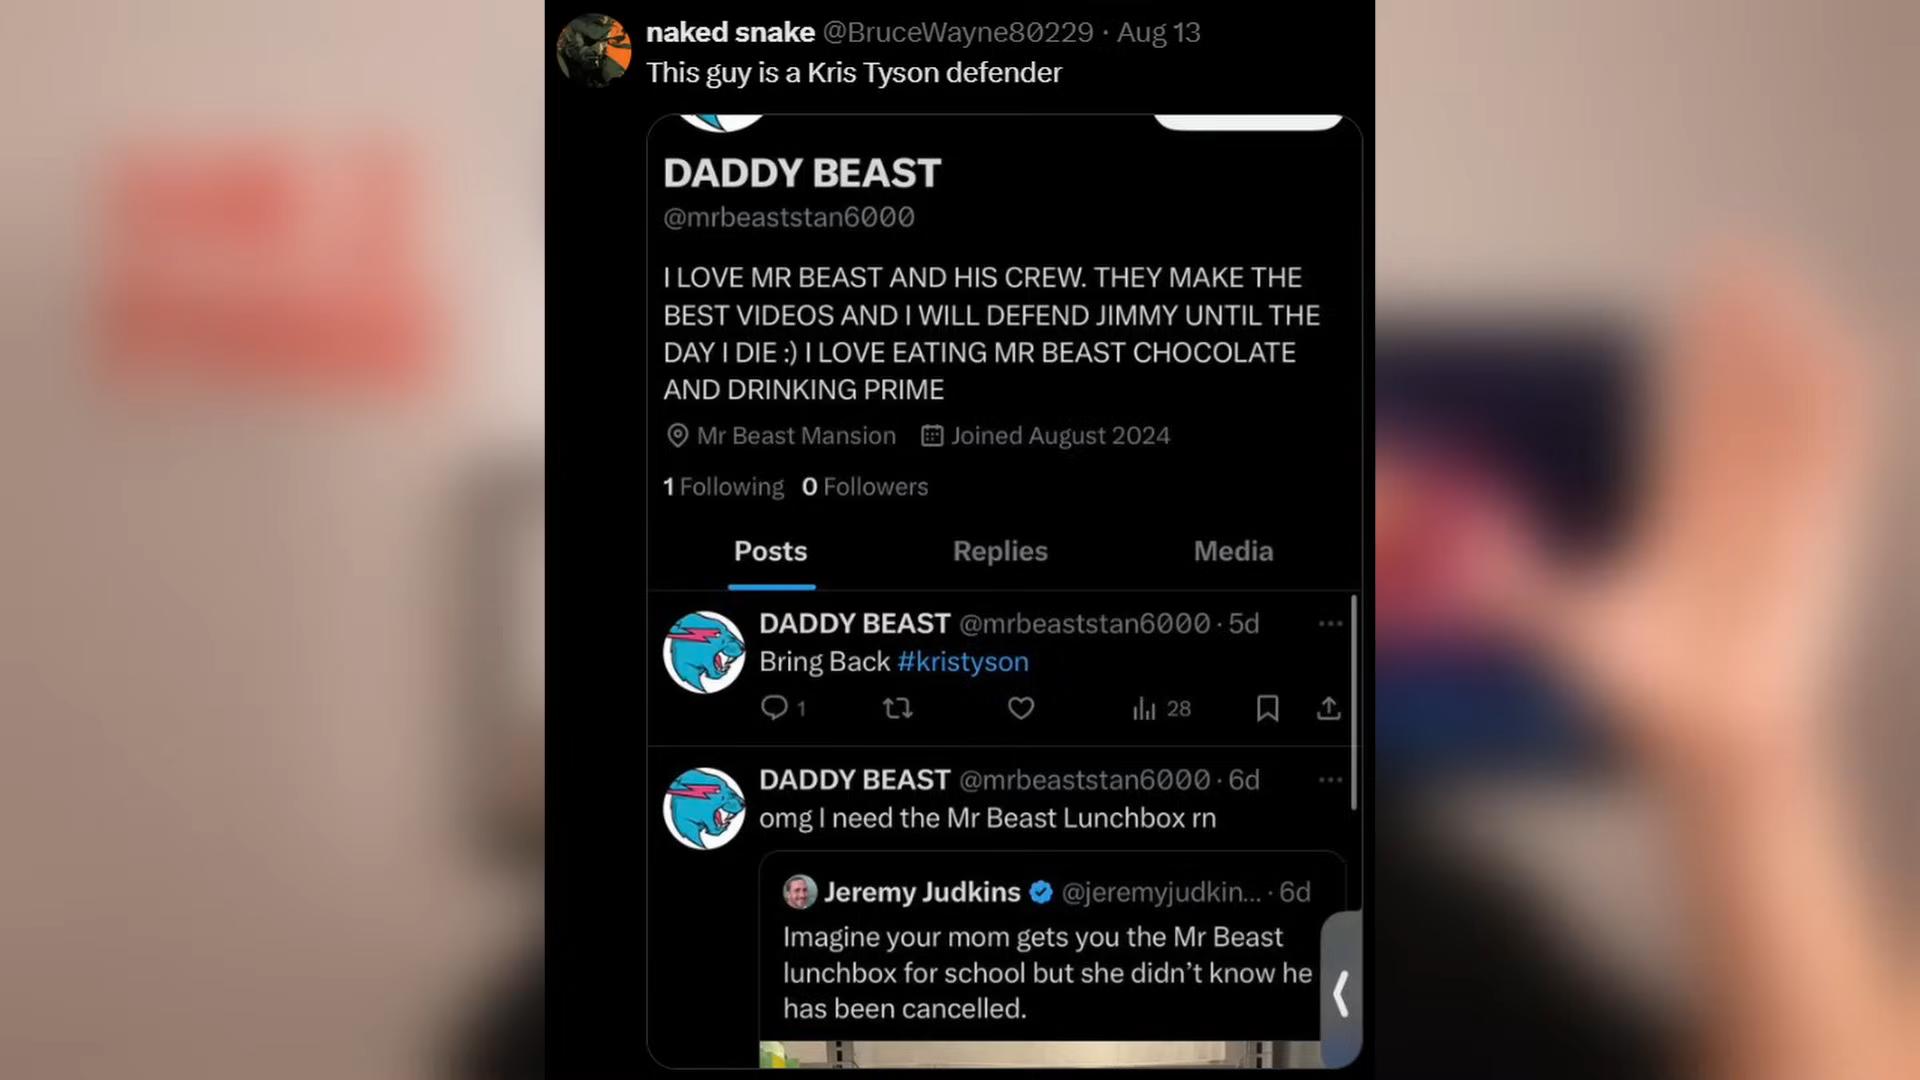 naked snake @BruceWayne80229 · Aug 13
This guy is a Kris Tyson defender
DADDY BEAST
@mrbeaststan6000
I LOVE MR BEAST AND HIS CREW. THEY MAKE THE
BEST VIDEOS AND I WILL DEFEND JIMMY UNTIL THE
DAY I DIE :) I LOVE EATING MR BEAST CHOCOLATE
AND DRINKING PRIME
Mr Beast Mansion Joined August 2024
1 Following 0 Followers
Posts Replies Media
DADDY BEAST @mrbeaststan6000 · 5d
Bring Back #kristyson
1 28
DADDY BEAST @mrbeaststan6000 · 6d
omg I need the Mr Beast Lunchbox rn
Jeremy Judkins @jeremyjudkin... · 6d
Imagine your mom gets you the Mr Beast
lunchbox for school but she didn't know he
has been cancelled.